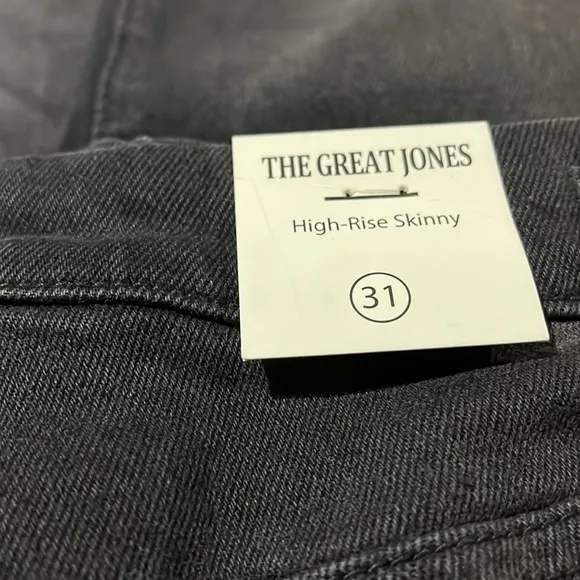 THE GREAT JONES
High-Rise Skinny
31